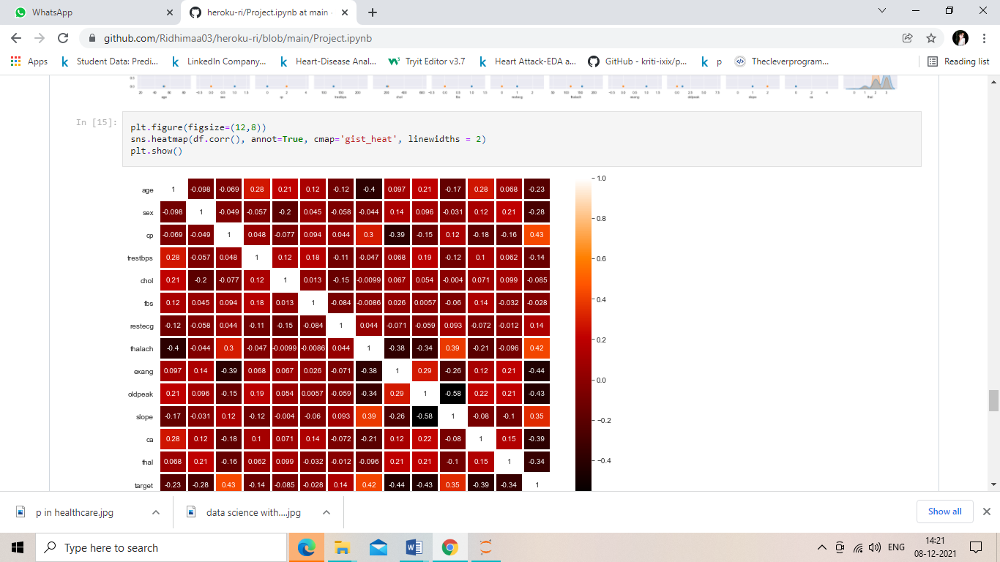 WhatsApp
heroku-ri/Project.ipynb at main
github.com/Ridhimaa03/heroku-ri/blob/main/Project.ipynb
Apps Student Data: Predi... LinkedIn Company... Heart-Disease Anal... Tryit Editor v3.7 Heart Attack-EDA a... GitHub - kriti-ixix/p... p Thecleverprogram... Reading list
In [15]:
plt.figure(figsize=(12,8))
sns.heatmap(df.corr(), annot=True, cmap='gist_heat', linewidths = 2)
plt.show()
age 1 -0.098 -0.069 0.28 0.21 0.12 -0.12 -0.4 0.097 0.21 -0.17 0.28 0.068 -0.23
sex -0.098 1 -0.049 -0.057 -0.2 0.045 -0.058 -0.044 0.14 0.096 -0.031 0.12 0.21 -0.28
cp -0.069 -0.049 1 0.048 -0.077 0.094 0.044 0.3 -0.39 -0.15 0.12 -0.18 -0.16 0.43
trestbps 0.28 -0.057 0.048 1 0.12 0.18 -0.11 -0.047 0.068 0.19 -0.12 0.1 0.062 -0.14
chol 0.21 -0.2 -0.077 0.12 1 0.013 -0.15 -0.0099 0.067 0.054 -0.004 0.071 0.099 -0.085
fbs 0.12 0.045 0.094 0.18 0.013 1 -0.084 -0.0086 0.026 0.0057 -0.06 0.14 -0.032 -0.028
restecg -0.12 -0.058 0.044 -0.11 -0.15 -0.084 1 0.044 -0.071 -0.059 0.093 -0.072 -0.012 0.14
thalach -0.4 -0.044 0.3 -0.047 -0.0099 -0.0086 0.044 1 -0.38 -0.34 0.39 -0.21 -0.096 0.42
exang 0.097 0.14 -0.39 0.068 0.067 0.026 -0.071 -0.38 1 0.29 -0.26 0.12 0.21 -0.44
oldpeak 0.21 0.096 -0.15 0.19 0.054 0.0057 -0.059 -0.34 0.29 1 -0.58 0.22 0.21 -0.43
slope -0.17 -0.031 0.12 -0.12 -0.004 -0.06 0.093 0.39 -0.26 -0.58 1 -0.08 -0.1 0.35
ca 0.28 0.12 -0.18 0.1 0.071 0.14 -0.072 -0.21 0.12 0.22 -0.08 1 0.15 -0.39
thal 0.068 0.21 -0.16 0.062 0.099 -0.032 -0.012 -0.096 0.21 0.21 -0.1 0.15 1 -0.34
target -0.23 -0.28 0.43 -0.14 -0.085 -0.028 0.14 0.42 -0.44 -0.43 0.35 -0.39 -0.34 1
1.0
0.8
0.6
0.4
0.2
0.0
−0.2
−0.4
p in healthcare.jpg
data science with....jpg
Show all
Type here to search
ENG
14:21
08-12-2021